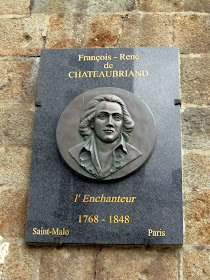 François - René
de
CHATEAUBRIAND
l'Enchanteur
1768 - 1848
Saint-Malo Paris